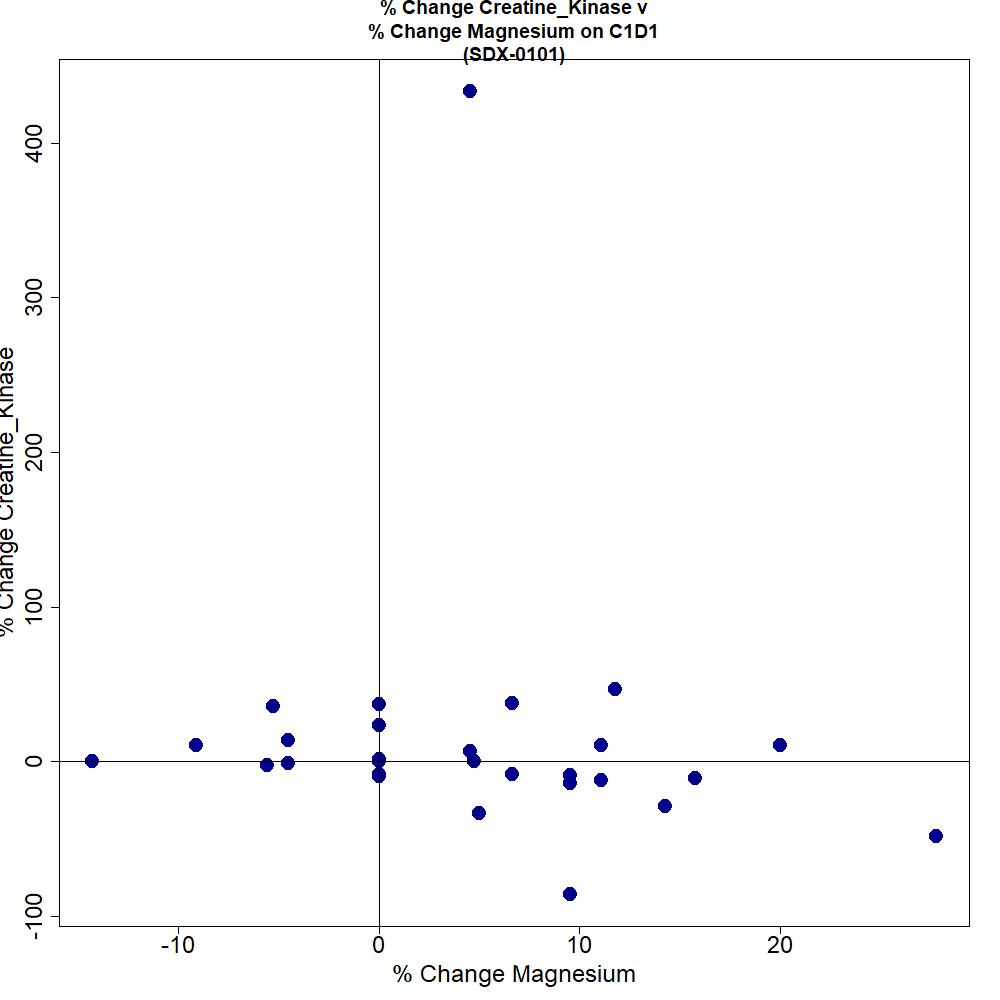 % Change Creatine_Kinase v
% Change Magnesium on C1D1
(SDX-0101)
% Change Creatine_Kinase
400
300
200
100
0
-100
-10
0
10
20
% Change Magnesium